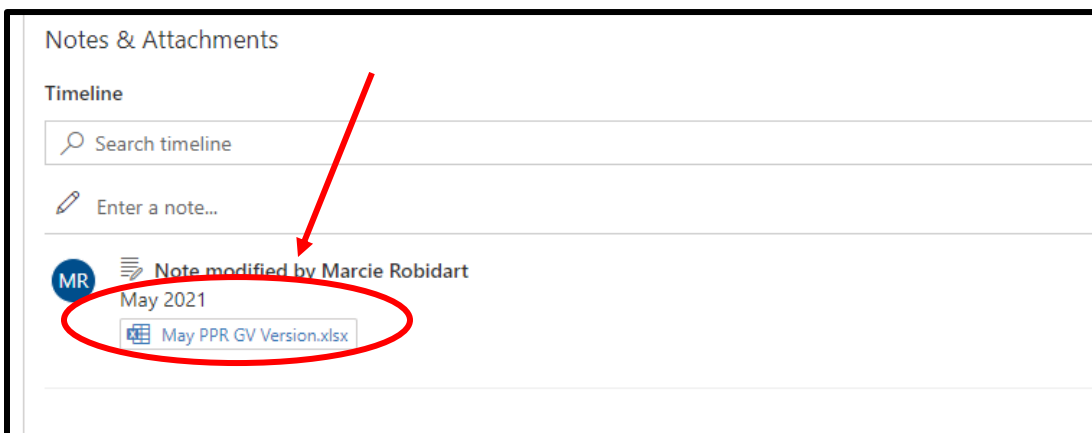 Notes & Attachments
Timeline
Search timeline
Enter a note...
MR
Note modified by Marcie Robidart
May 2021
May PPR GV Version.xlsx